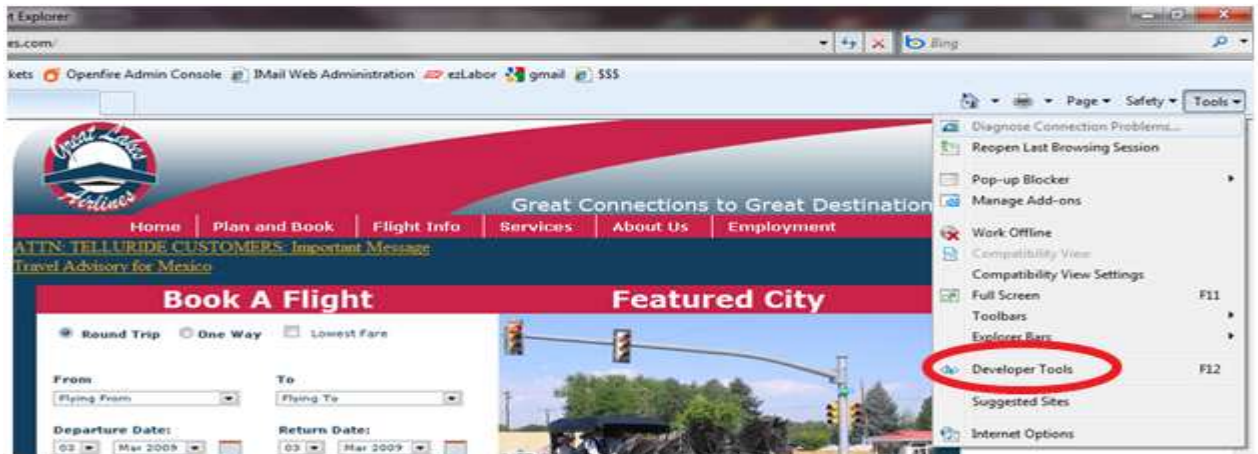 t Explorer
es.com/
Bing
kets Openfire Admin Console IMail Web Administration ezLabor gmail $$$
Page Safety Tools
Great Lakes
Airlines
Great Connections to Great Destination
Home Plan and Book Flight Info Services About Us Employment
ATTN: TELLURIDE CUSTOMERS: Important Message
Travel Advisory for Mexico
Book A Flight
Round Trip One Way Lowest Fare
From To
Flying From Flying To
Departure Date: Return Date:
03 Mar 2009 03 Mar 2009
Featured City
Diagnose Connection Problems...
Reopen Last Browsing Session
Pop-up Blocker
Manage Add-ons
Work Offline
Compatibility View
Compatibility View Settings
Full Screen F11
Toolbars
Explorer Bars
Developer Tools F12
Suggested Sites
Internet Options